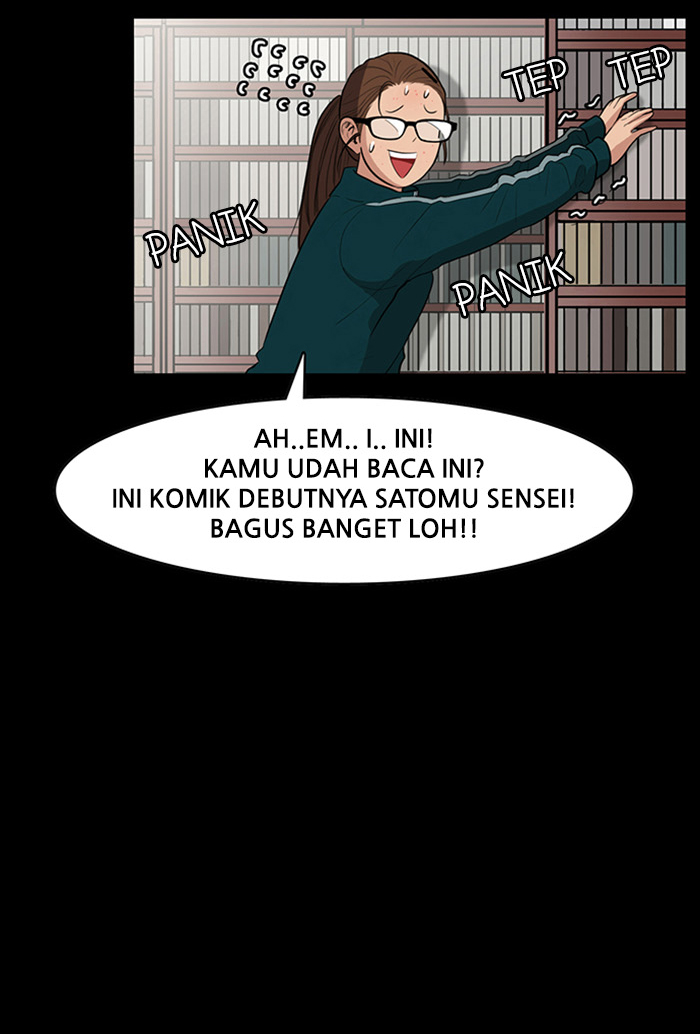 TEP
TEP
PANIK
PANIK
AH..EM.. I.. INI!
KAMU UDAH BACA INI?
INI KOMIK DEBUTNYA SATOMU SENSEI!
BAGUS BANGET LOH!!